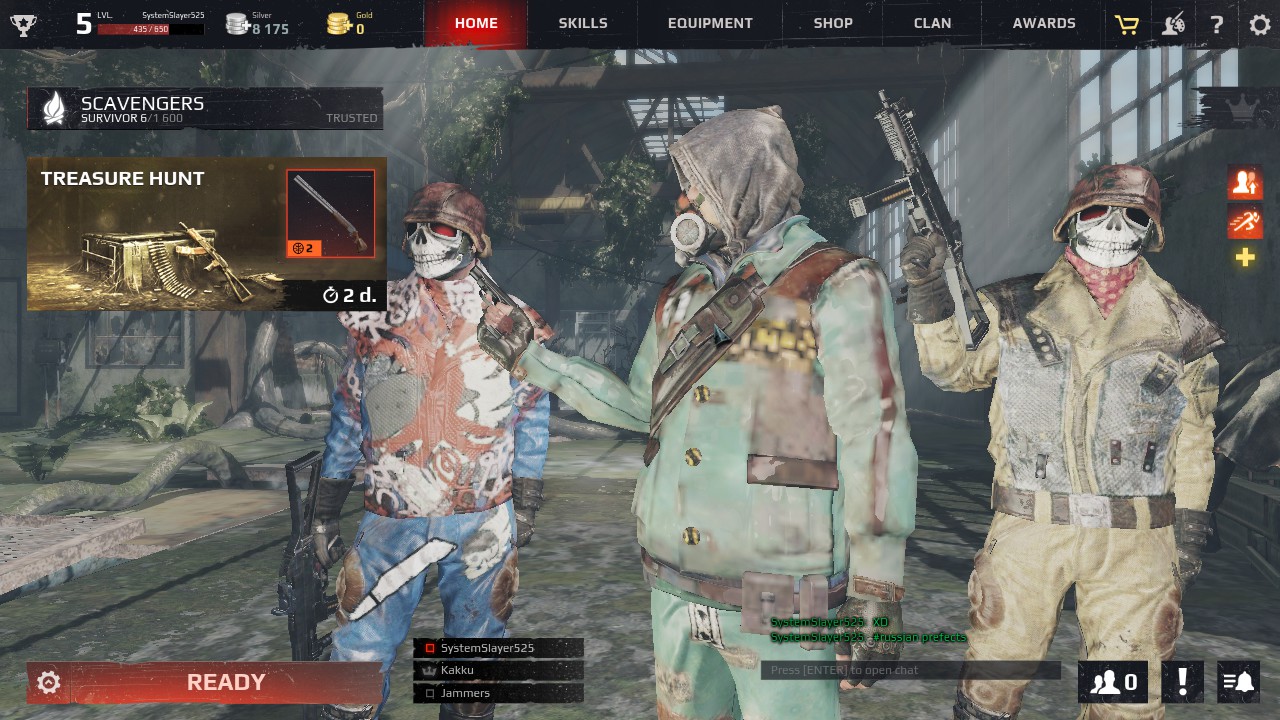 5 LVL. SystemSlayer525
435 / 650
Silver
8 175
Gold
0
HOME
SKILLS
EQUIPMENT
SHOP
CLAN
AWARDS
?
SCAVENGERS
SURVIVOR 6/1 600
TRUSTED
TREASURE HUNT
2
2 d.
SystemSlayer525: XD
SystemSlayer525: #russian prefects
Press [ENTER] to open chat
SystemSlayer525
Kakku
Jammers
READY
0
!